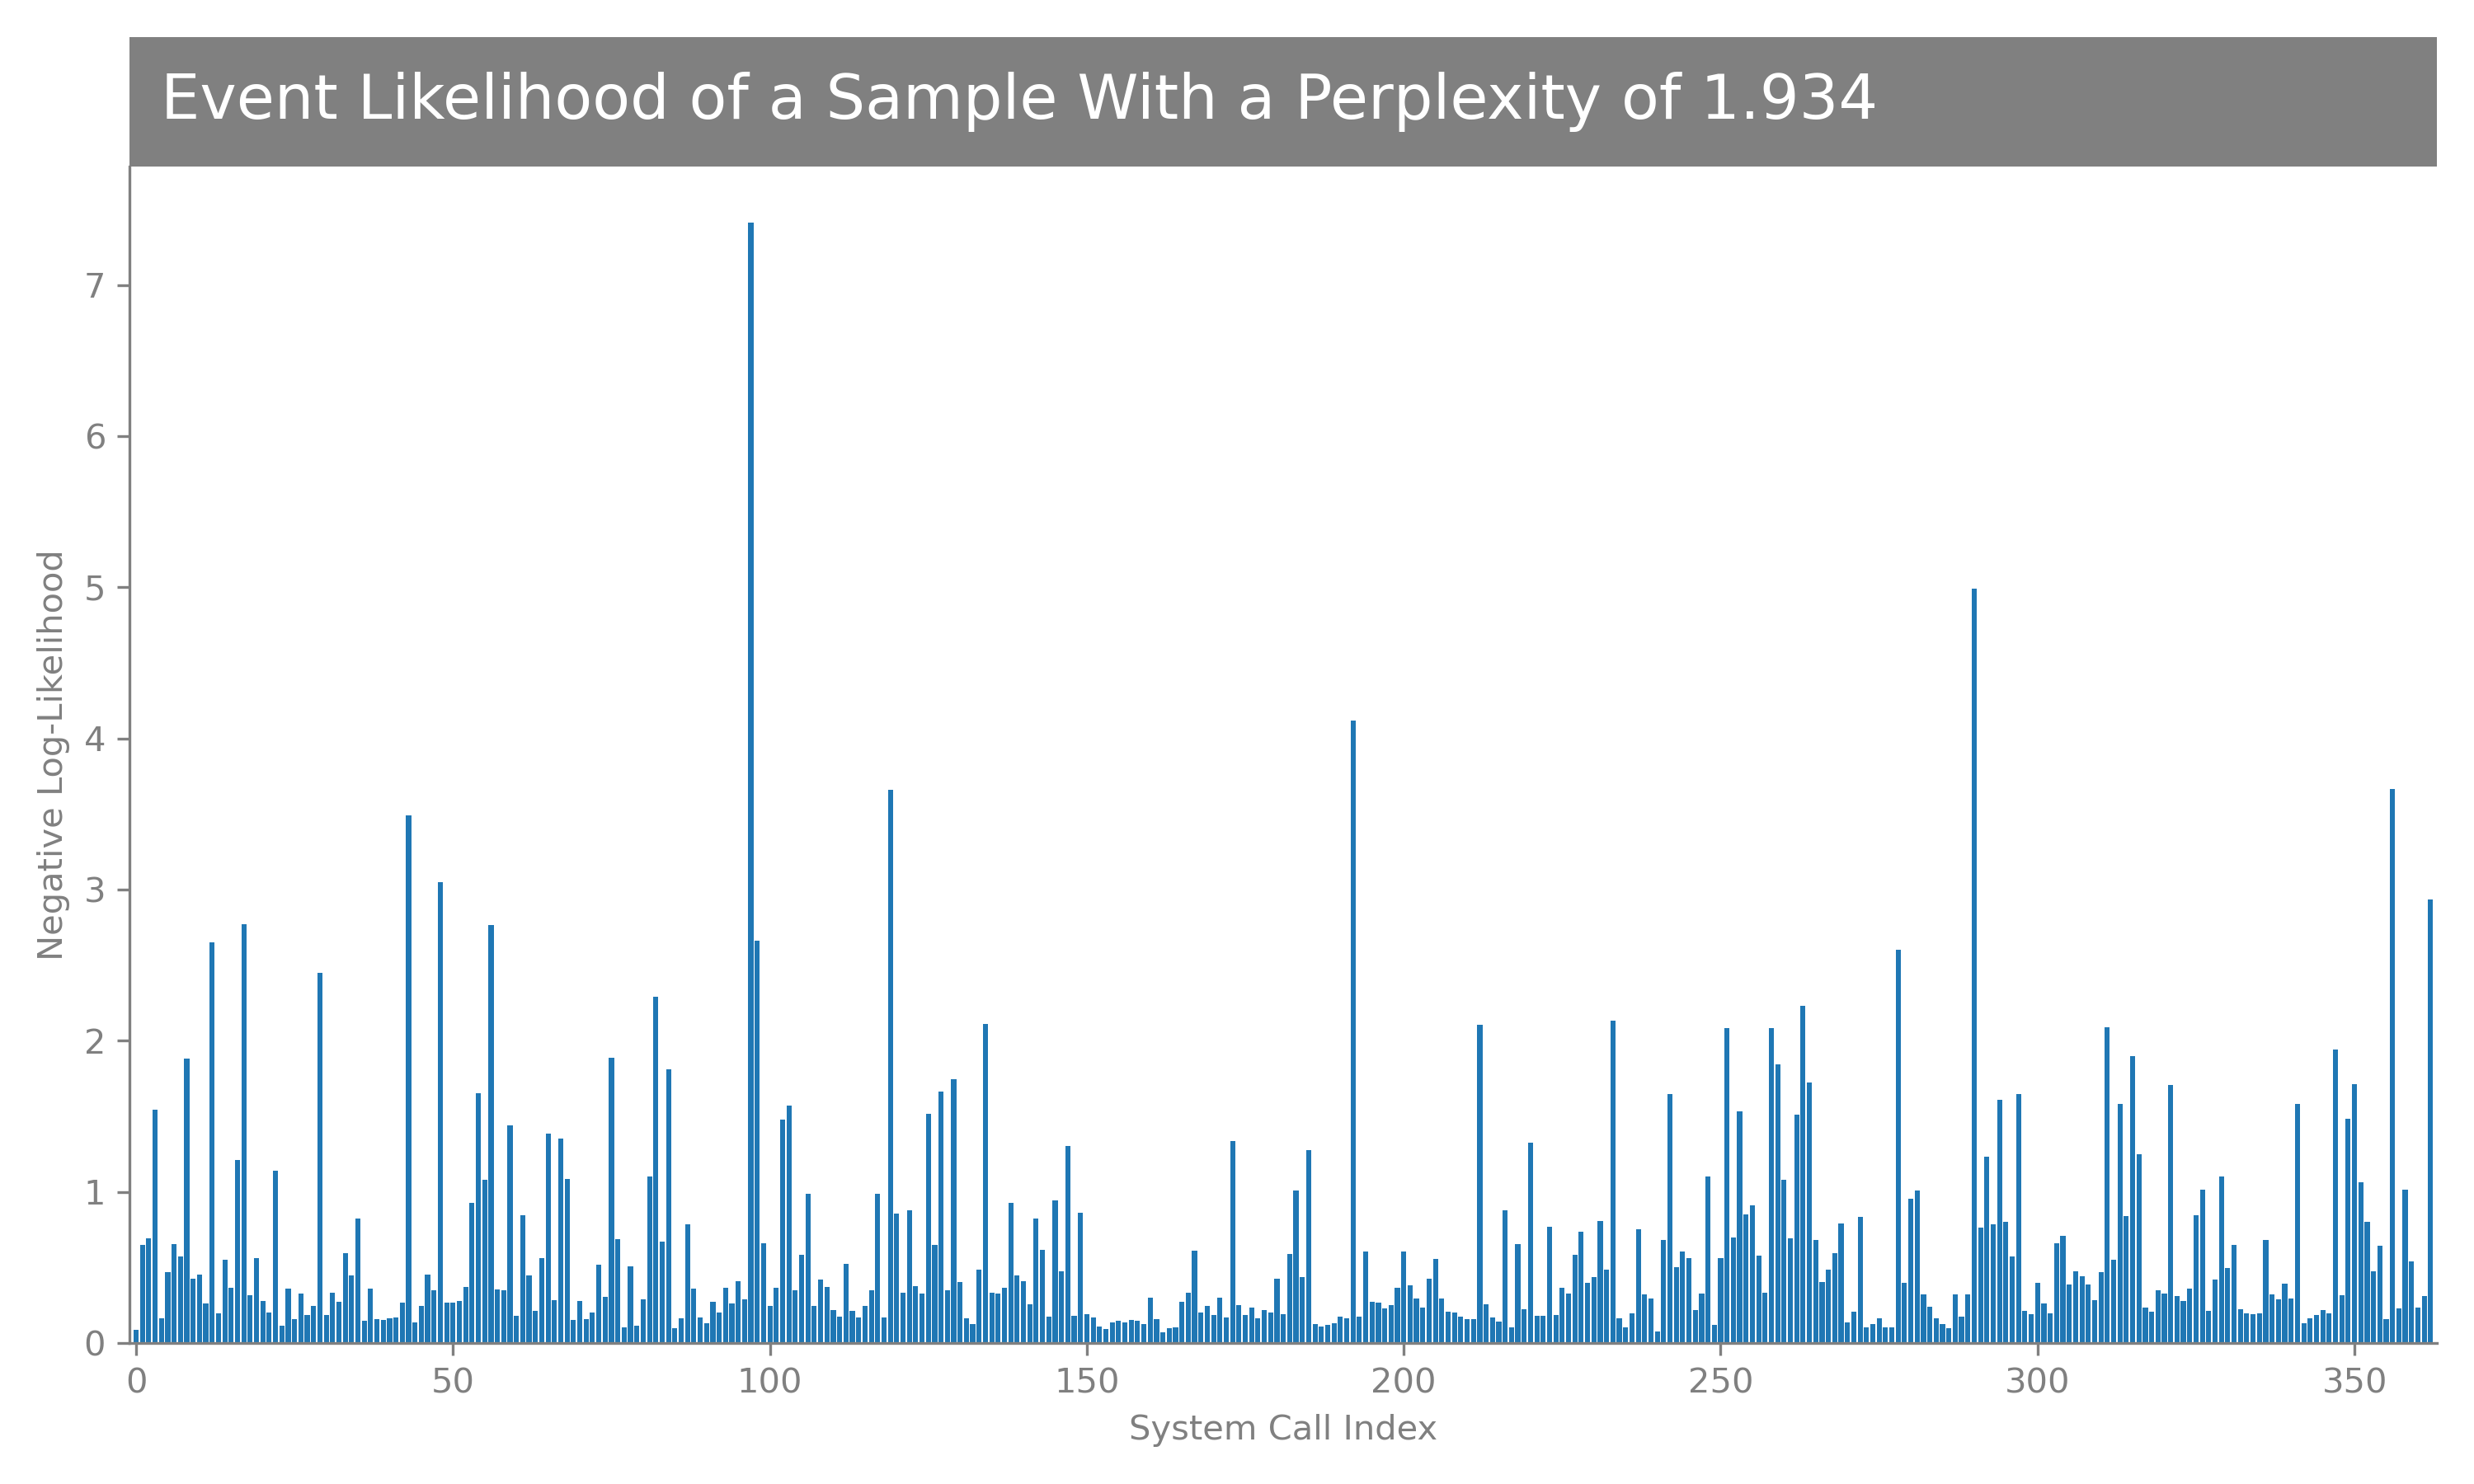 Event Likelihood of a Sample With a Perplexity of 1.934
Negative Log-Likelihood
7
6
5
4
3
2
1
0
0 50 100 150 200 250 300 350
System Call Index